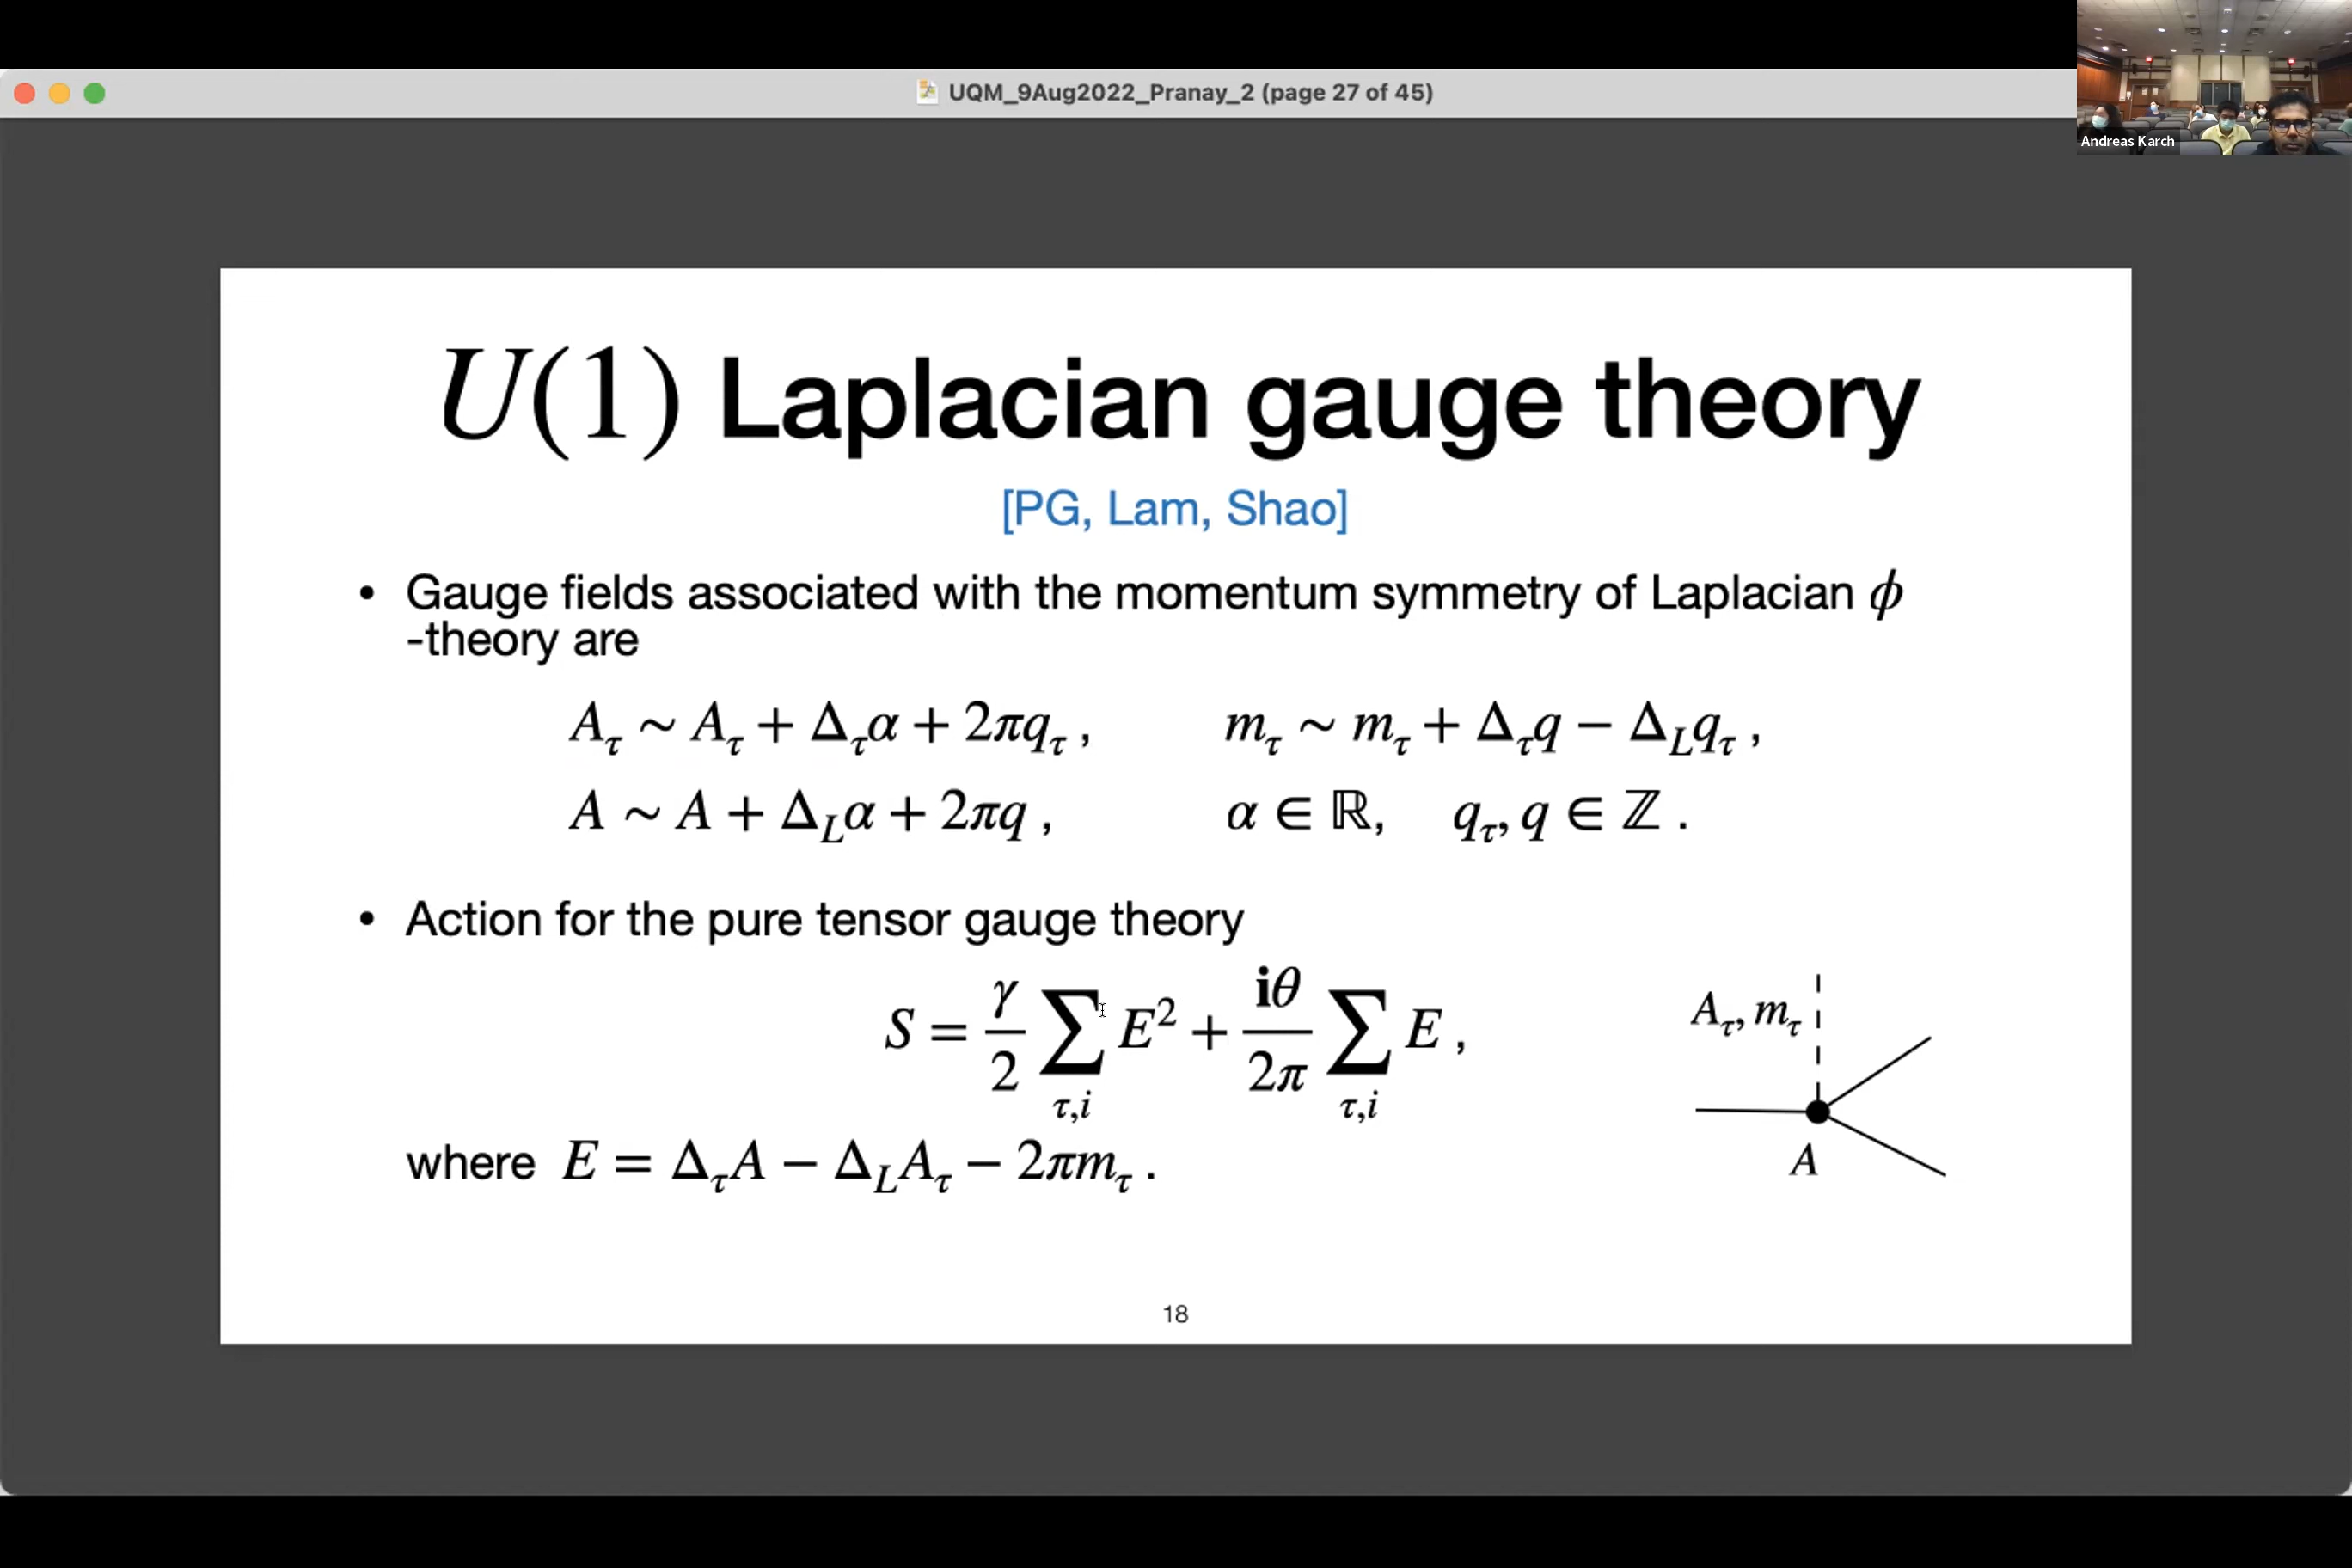 UQM_9Aug2022_Pranay_2 (page 27 of 45)
Andreas Karch
U(1) Laplacian gauge theory
[PG, Lam, Shao]
• Gauge fields associated with the momentum symmetry of Laplacian ϕ
-theory are
A_τ ~ A_τ + Δ_τα + 2πq_τ , m_τ ~ m_τ + Δ_τq − Δ_Lq_τ ,
A ~ A + Δ_Lα + 2πq , α ∈ ℝ, q_τ, q ∈ ℤ .
• Action for the pure tensor gauge theory
S = γ/2 ∑_{τ,i} E² + iθ/2π ∑_{τ,i} E ,
A_τ, m_τ
A
where E = Δ_τA − Δ_LA_τ − 2πm_τ .
18